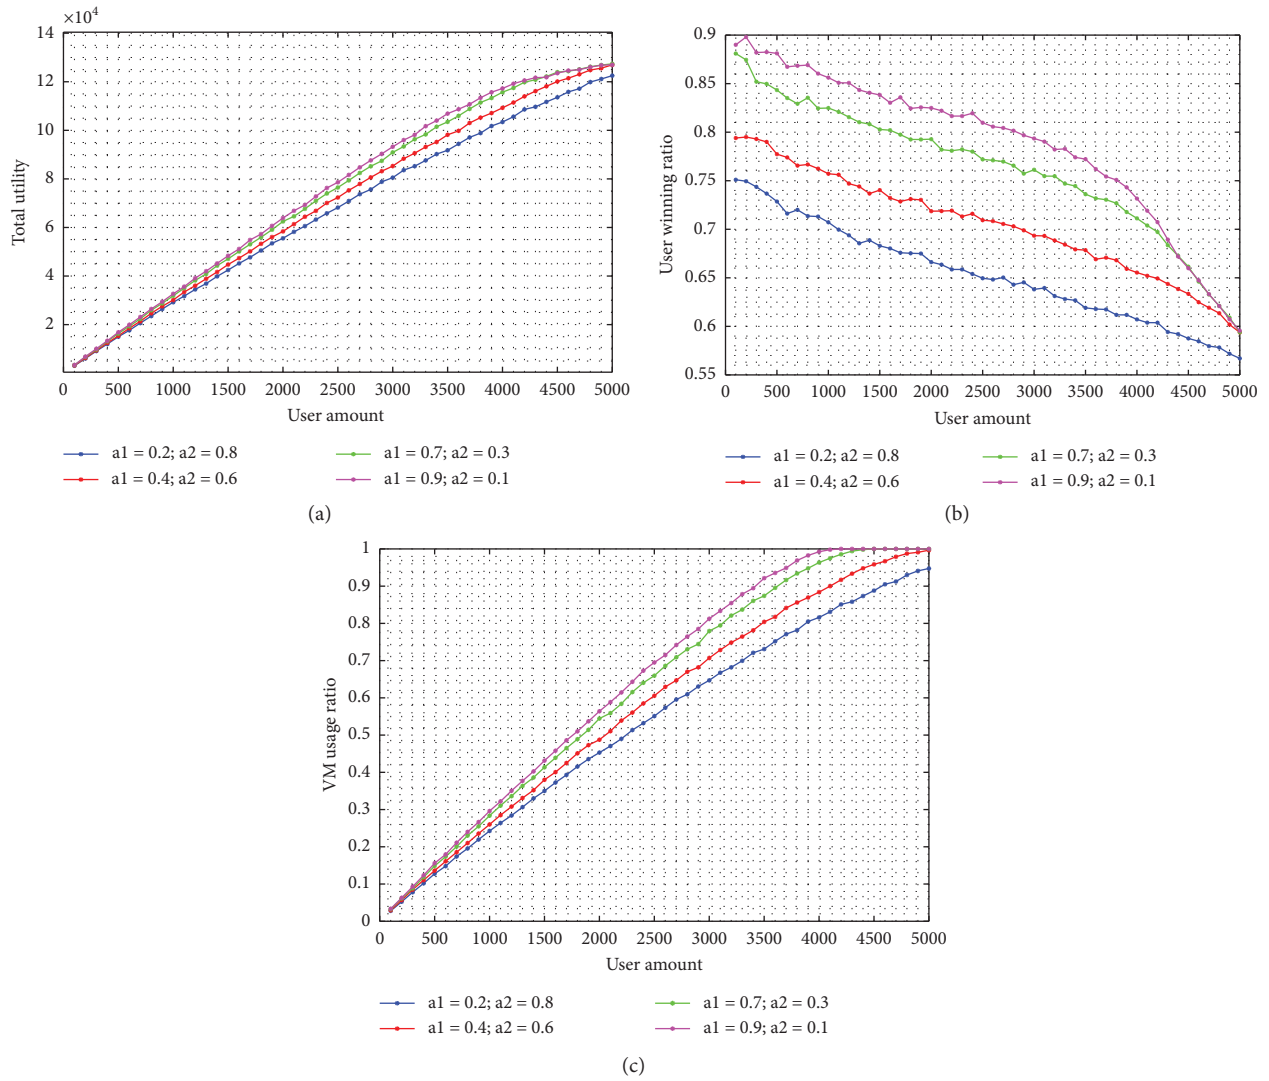 ×10⁴
14
12
10
8
6
4
2
Total utility
0 500 1000 1500 2000 2500 3000 3500 4000 4500 5000
User amount
a1 = 0.2; a2 = 0.8
a1 = 0.4; a2 = 0.6
a1 = 0.7; a2 = 0.3
a1 = 0.9; a2 = 0.1
(a)
0.9
0.85
0.8
0.75
0.7
0.65
0.6
0.55
User winning ratio
0 500 1000 1500 2000 2500 3000 3500 4000 4500 5000
User amount
a1 = 0.2; a2 = 0.8
a1 = 0.4; a2 = 0.6
a1 = 0.7; a2 = 0.3
a1 = 0.9; a2 = 0.1
(b)
1
0.9
0.8
0.7
0.6
0.5
0.4
0.3
0.2
0.1
0
VM usage ratio
0 500 1000 1500 2000 2500 3000 3500 4000 4500 5000
User amount
a1 = 0.2; a2 = 0.8
a1 = 0.4; a2 = 0.6
a1 = 0.7; a2 = 0.3
a1 = 0.9; a2 = 0.1
(c)